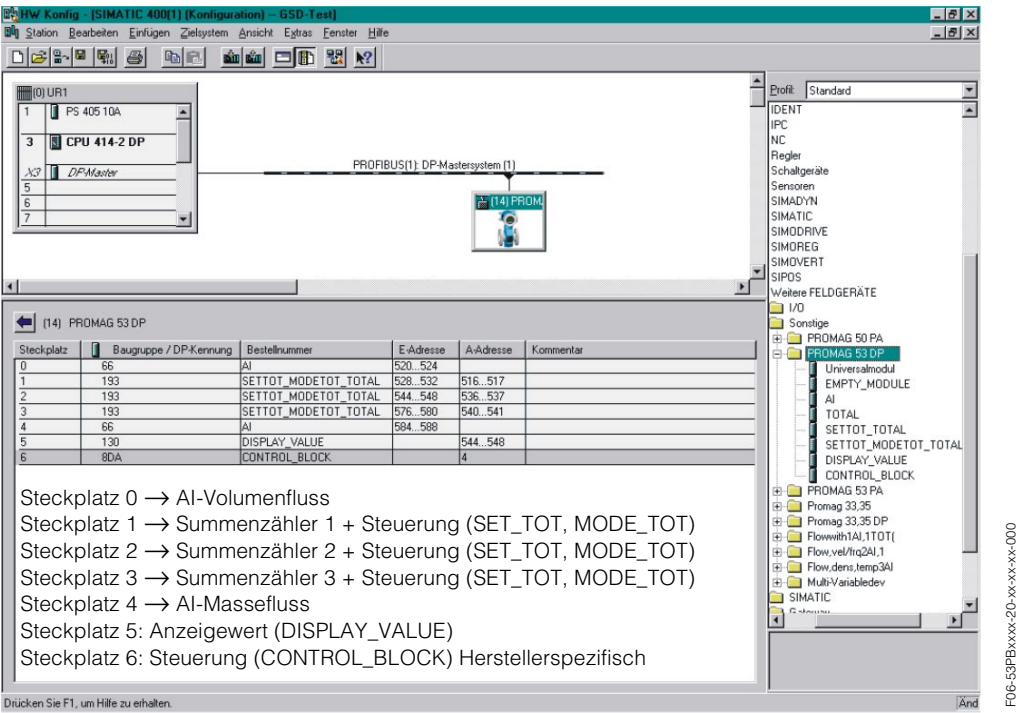 HW Konfig - [SIMATIC 400(1) (Konfiguration) -- GSD-Test]
Station Bearbeiten Einfügen Zielsystem Ansicht Extras Fenster Hilfe
(0) UR1
1 PS 405 10A
3 CPU 414-2 DP
X3 DP-Master
5
6
7
PROFIBUS(1): DP-Mastersystem (1)
(14) PROM.
(14) PROMAG 53 DP
Steckplatz Baugruppe / DP-Kennung Bestellnummer E-Adresse A-Adresse Kommentar
0 66 AI 520...524
1 193 SETTOT_MODETOT_TOTAL 528...532 516...517
2 193 SETTOT_MODETOT_TOTAL 544...548 536...537
3 193 SETTOT_MODETOT_TOTAL 576...580 540...541
4 66 AI 584...588
5 130 DISPLAY_VALUE 544...548
6 8DA CONTROL_BLOCK 4
Steckplatz 0 → AI-Volumenfluss
Steckplatz 1 → Summenzähler 1 + Steuerung (SET_TOT, MODE_TOT)
Steckplatz 2 → Summenzähler 2 + Steuerung (SET_TOT, MODE_TOT)
Steckplatz 3 → Summenzähler 3 + Steuerung (SET_TOT, MODE_TOT)
Steckplatz 4 → AI-Massefluss
Steckplatz 5: Anzeigewert (DISPLAY_VALUE)
Steckplatz 6: Steuerung (CONTROL_BLOCK) Herstellerspezifisch
Profil: Standard
IDENT
IPC
NC
Regler
Schaltgeräte
Sensoren
SIMADYN
SIMATIC
SIMODRIVE
SIMOREG
SIMOVERT
SIPOS
Weitere FELDGERÄTE
I/O
Sonstige
PROMAG 50 PA
PROMAG 53 DP
Universalmodul
EMPTY_MODULE
AI
TOTAL
SETTOT_TOTAL
SETTOT_MODETOT_TOTAL
DISPLAY_VALUE
CONTROL_BLOCK
PROMAG 53 PA
Promag 33,35
Promag 33,35 DP
Flowwith1AI,1TOT(
Flow,vel/frq2AI,1
Flow,dens,temp3AI
Multi-Variabledev
SIMATIC
Drücken Sie F1, um Hilfe zu erhalten.
Änd
F06-53PBxxxx-20-xx-xx-xx-000